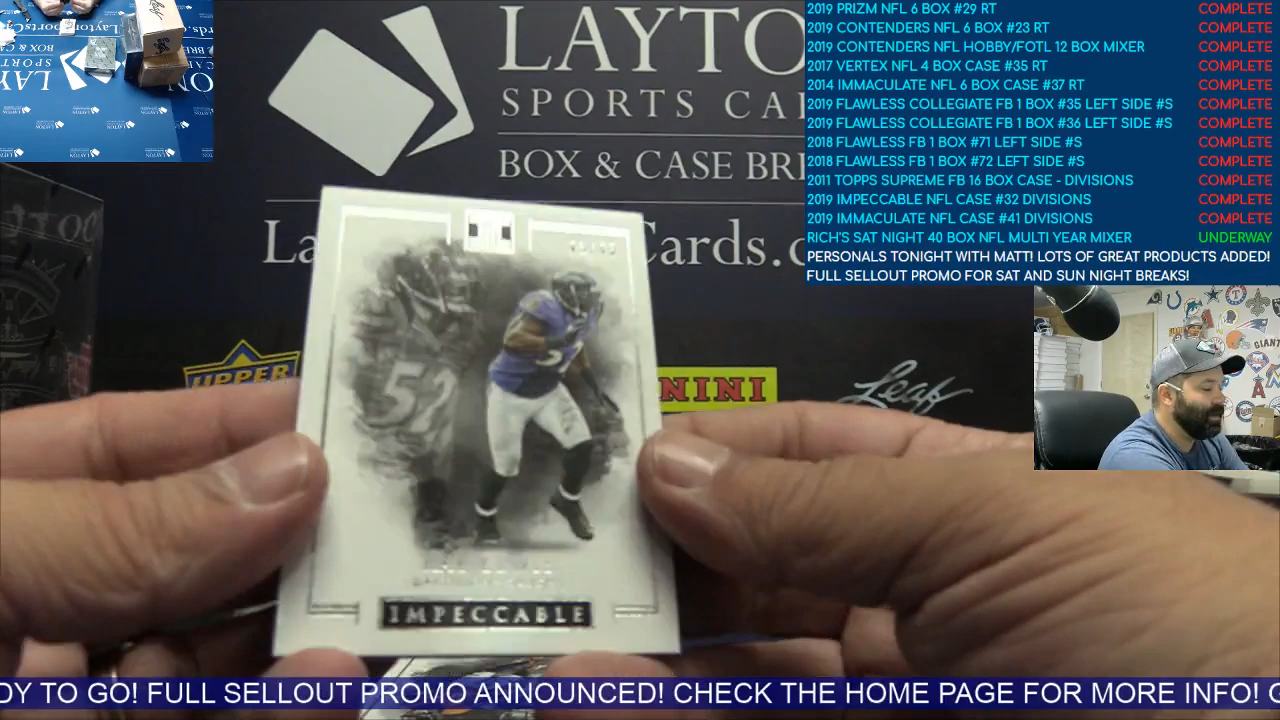 2019 PRIZM NFL 6 BOX #29 RT COMPLETE
2019 CONTENDERS NFL 6 BOX #23 RT COMPLETE
2019 CONTENDERS NFL HOBBY/FOTL 12 BOX MIXER COMPLETE
2017 VERTEX NFL 4 BOX CASE #35 RT COMPLETE
2014 IMMACULATE NFL 6 BOX CASE #37 RT COMPLETE
2019 FLAWLESS COLLEGIATE FB 1 BOX #35 LEFT SIDE #S COMPLETE
2019 FLAWLESS COLLEGIATE FB 1 BOX #36 LEFT SIDE #S COMPLETE
2018 FLAWLESS FB 1 BOX #71 LEFT SIDE #S COMPLETE
2018 FLAWLESS FB 1 BOX #72 LEFT SIDE #S COMPLETE
2011 TOPPS SUPREME FB 16 BOX CASE - DIVISIONS COMPLETE
2019 IMPECCABLE NFL CASE #32 DIVISIONS COMPLETE
2019 IMMACULATE NFL CASE #41 DIVISIONS COMPLETE
RICH'S SAT NIGHT 40 BOX NFL MULTI YEAR MIXER UNDERWAY
PERSONALS TONIGHT WITH MATT! LOTS OF GREAT PRODUCTS ADDED!
FULL SELLOUT PROMO FOR SAT AND SUN NIGHT BREAKS!
LAYTO
SPORTS CA
BOX & CASE BRE
La Cards.c
UPPER
NINI
Leaf
52
IMPECCABLE
DY TO GO! FULL SELLOUT PROMO ANNOUNCED! CHECK THE HOME PAGE FOR MORE INFO! G